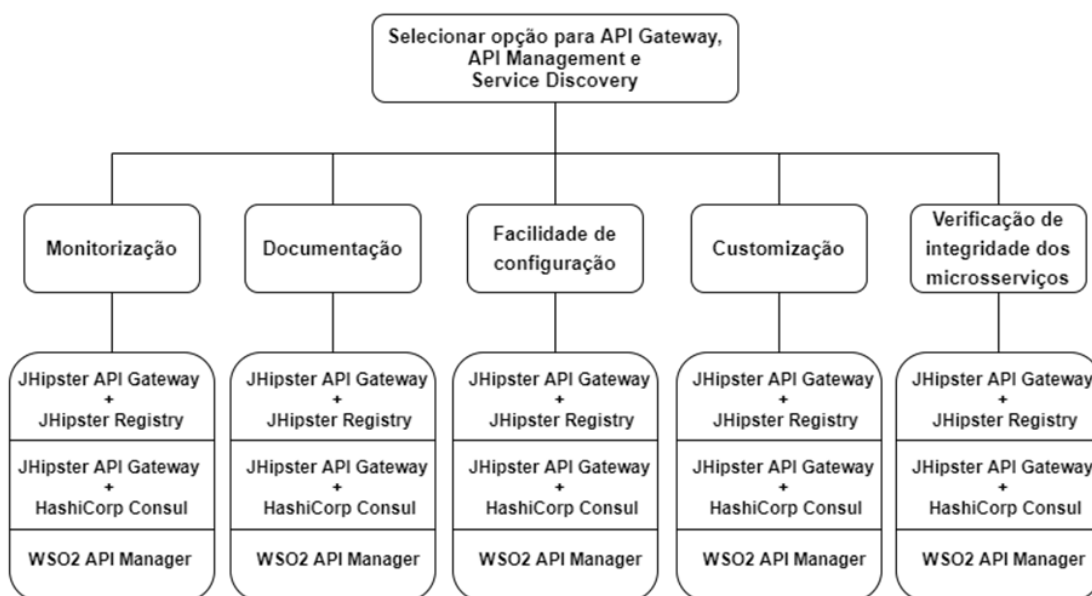 Selecionar opção para API Gateway,
API Management e
Service Discovery
Monitorização
Documentação
Facilidade de
configuração
Customização
Verificação de
integridade dos
microsserviços
JHipster API Gateway
+
JHipster Registry
JHipster API Gateway
+
HashiCorp Consul
WSO2 API Manager
JHipster API Gateway
+
JHipster Registry
JHipster API Gateway
+
HashiCorp Consul
WSO2 API Manager
JHipster API Gateway
+
JHipster Registry
JHipster API Gateway
+
HashiCorp Consul
WSO2 API Manager
JHipster API Gateway
+
JHipster Registry
JHipster API Gateway
+
HashiCorp Consul
WSO2 API Manager
JHipster API Gateway
+
JHipster Registry
JHipster API Gateway
+
HashiCorp Consul
WSO2 API Manager